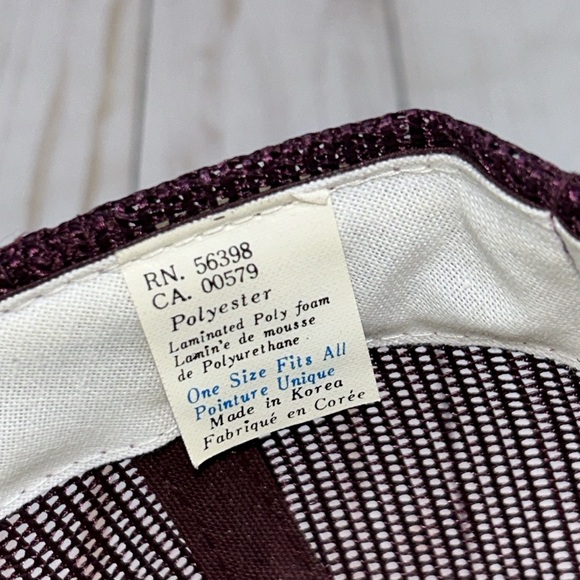 RN. 56398
CA. 00579
Polyester
Laminated Poly foam
Lamin'e de mousse
de Polyurethane
One Size Fits All
Pointure Unique
Made in Korea
Fabriqué en Corée